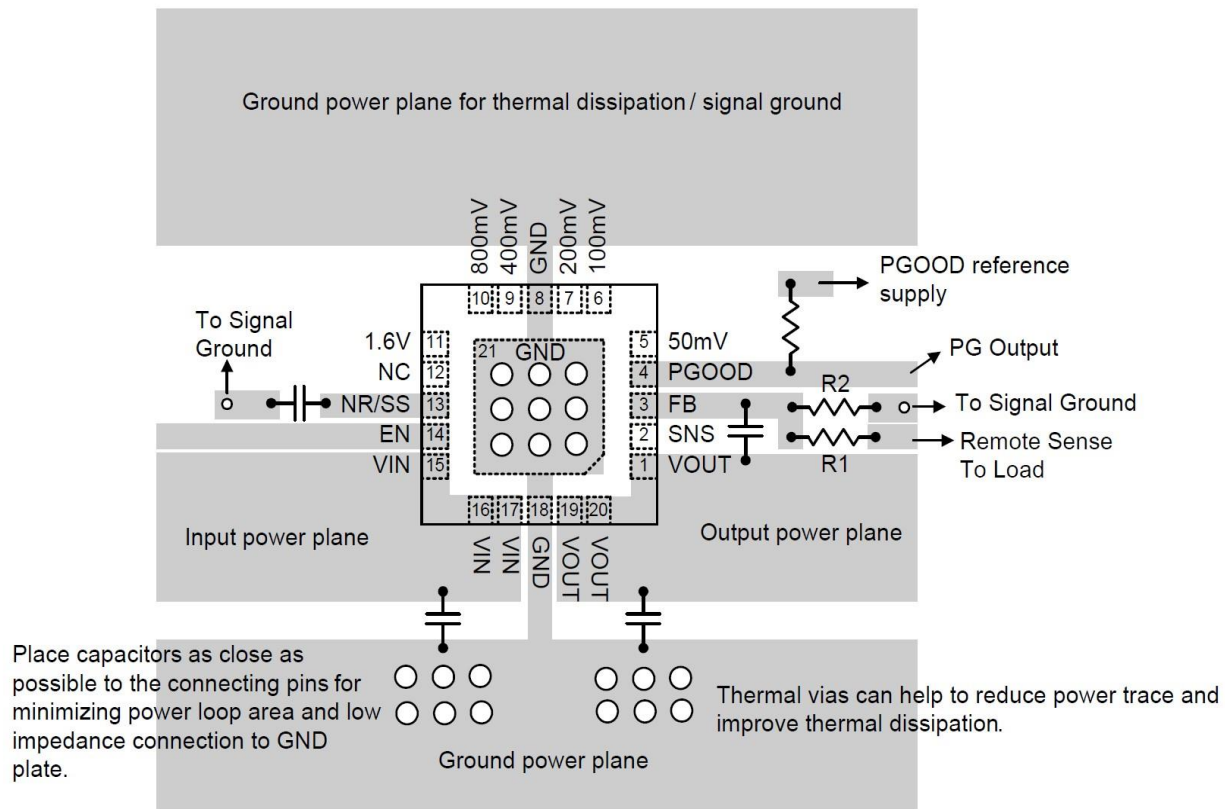 Ground power plane for thermal dissipation / signal ground
800mV
400mV
GND
200mV
100mV
10
9
8
7
6
PGOOD reference
supply
To Signal
Ground
1.6V
11
NC
12
NR/SS
13
EN
14
VIN
15
21
GND
5
50mV
4
PGOOD
3
FB
2
SNS
1
VOUT
PG Output
R2
To Signal Ground
R1
Remote Sense
To Load
16
17
18
19
20
VIN
VIN
GND
VOUT
VOUT
Input power plane
Output power plane
Place capacitors as close as
possible to the connecting pins for
minimizing power loop area and low
impedance connection to GND
plate.
Thermal vias can help to reduce power trace and
improve thermal dissipation.
Ground power plane